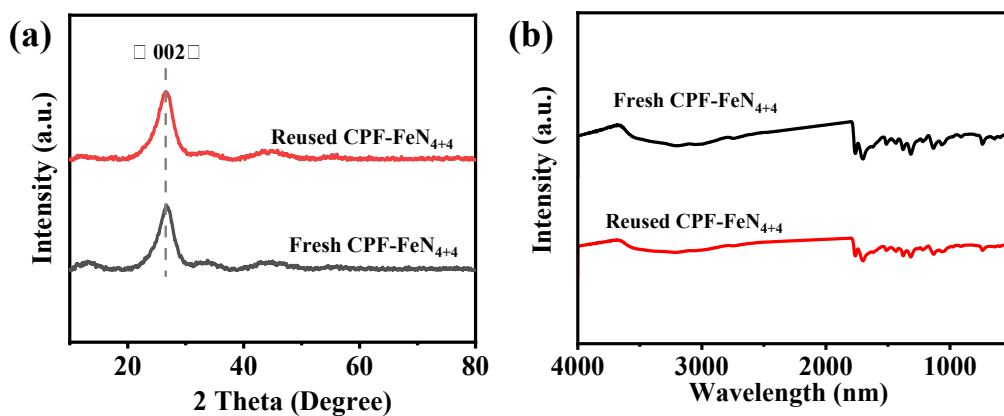 (a)
□ 002□
Reused CPF-FeN₄₊₄
Fresh CPF-FeN₄₊₄
Intensity (a.u.)
20
40
60
80
2 Theta (Degree)
(b)
Fresh CPF-FeN₄₊₄
Reused CPF-FeN₄₊₄
Intensity (a.u.)
4000
3000
2000
1000
Wavelength (nm)